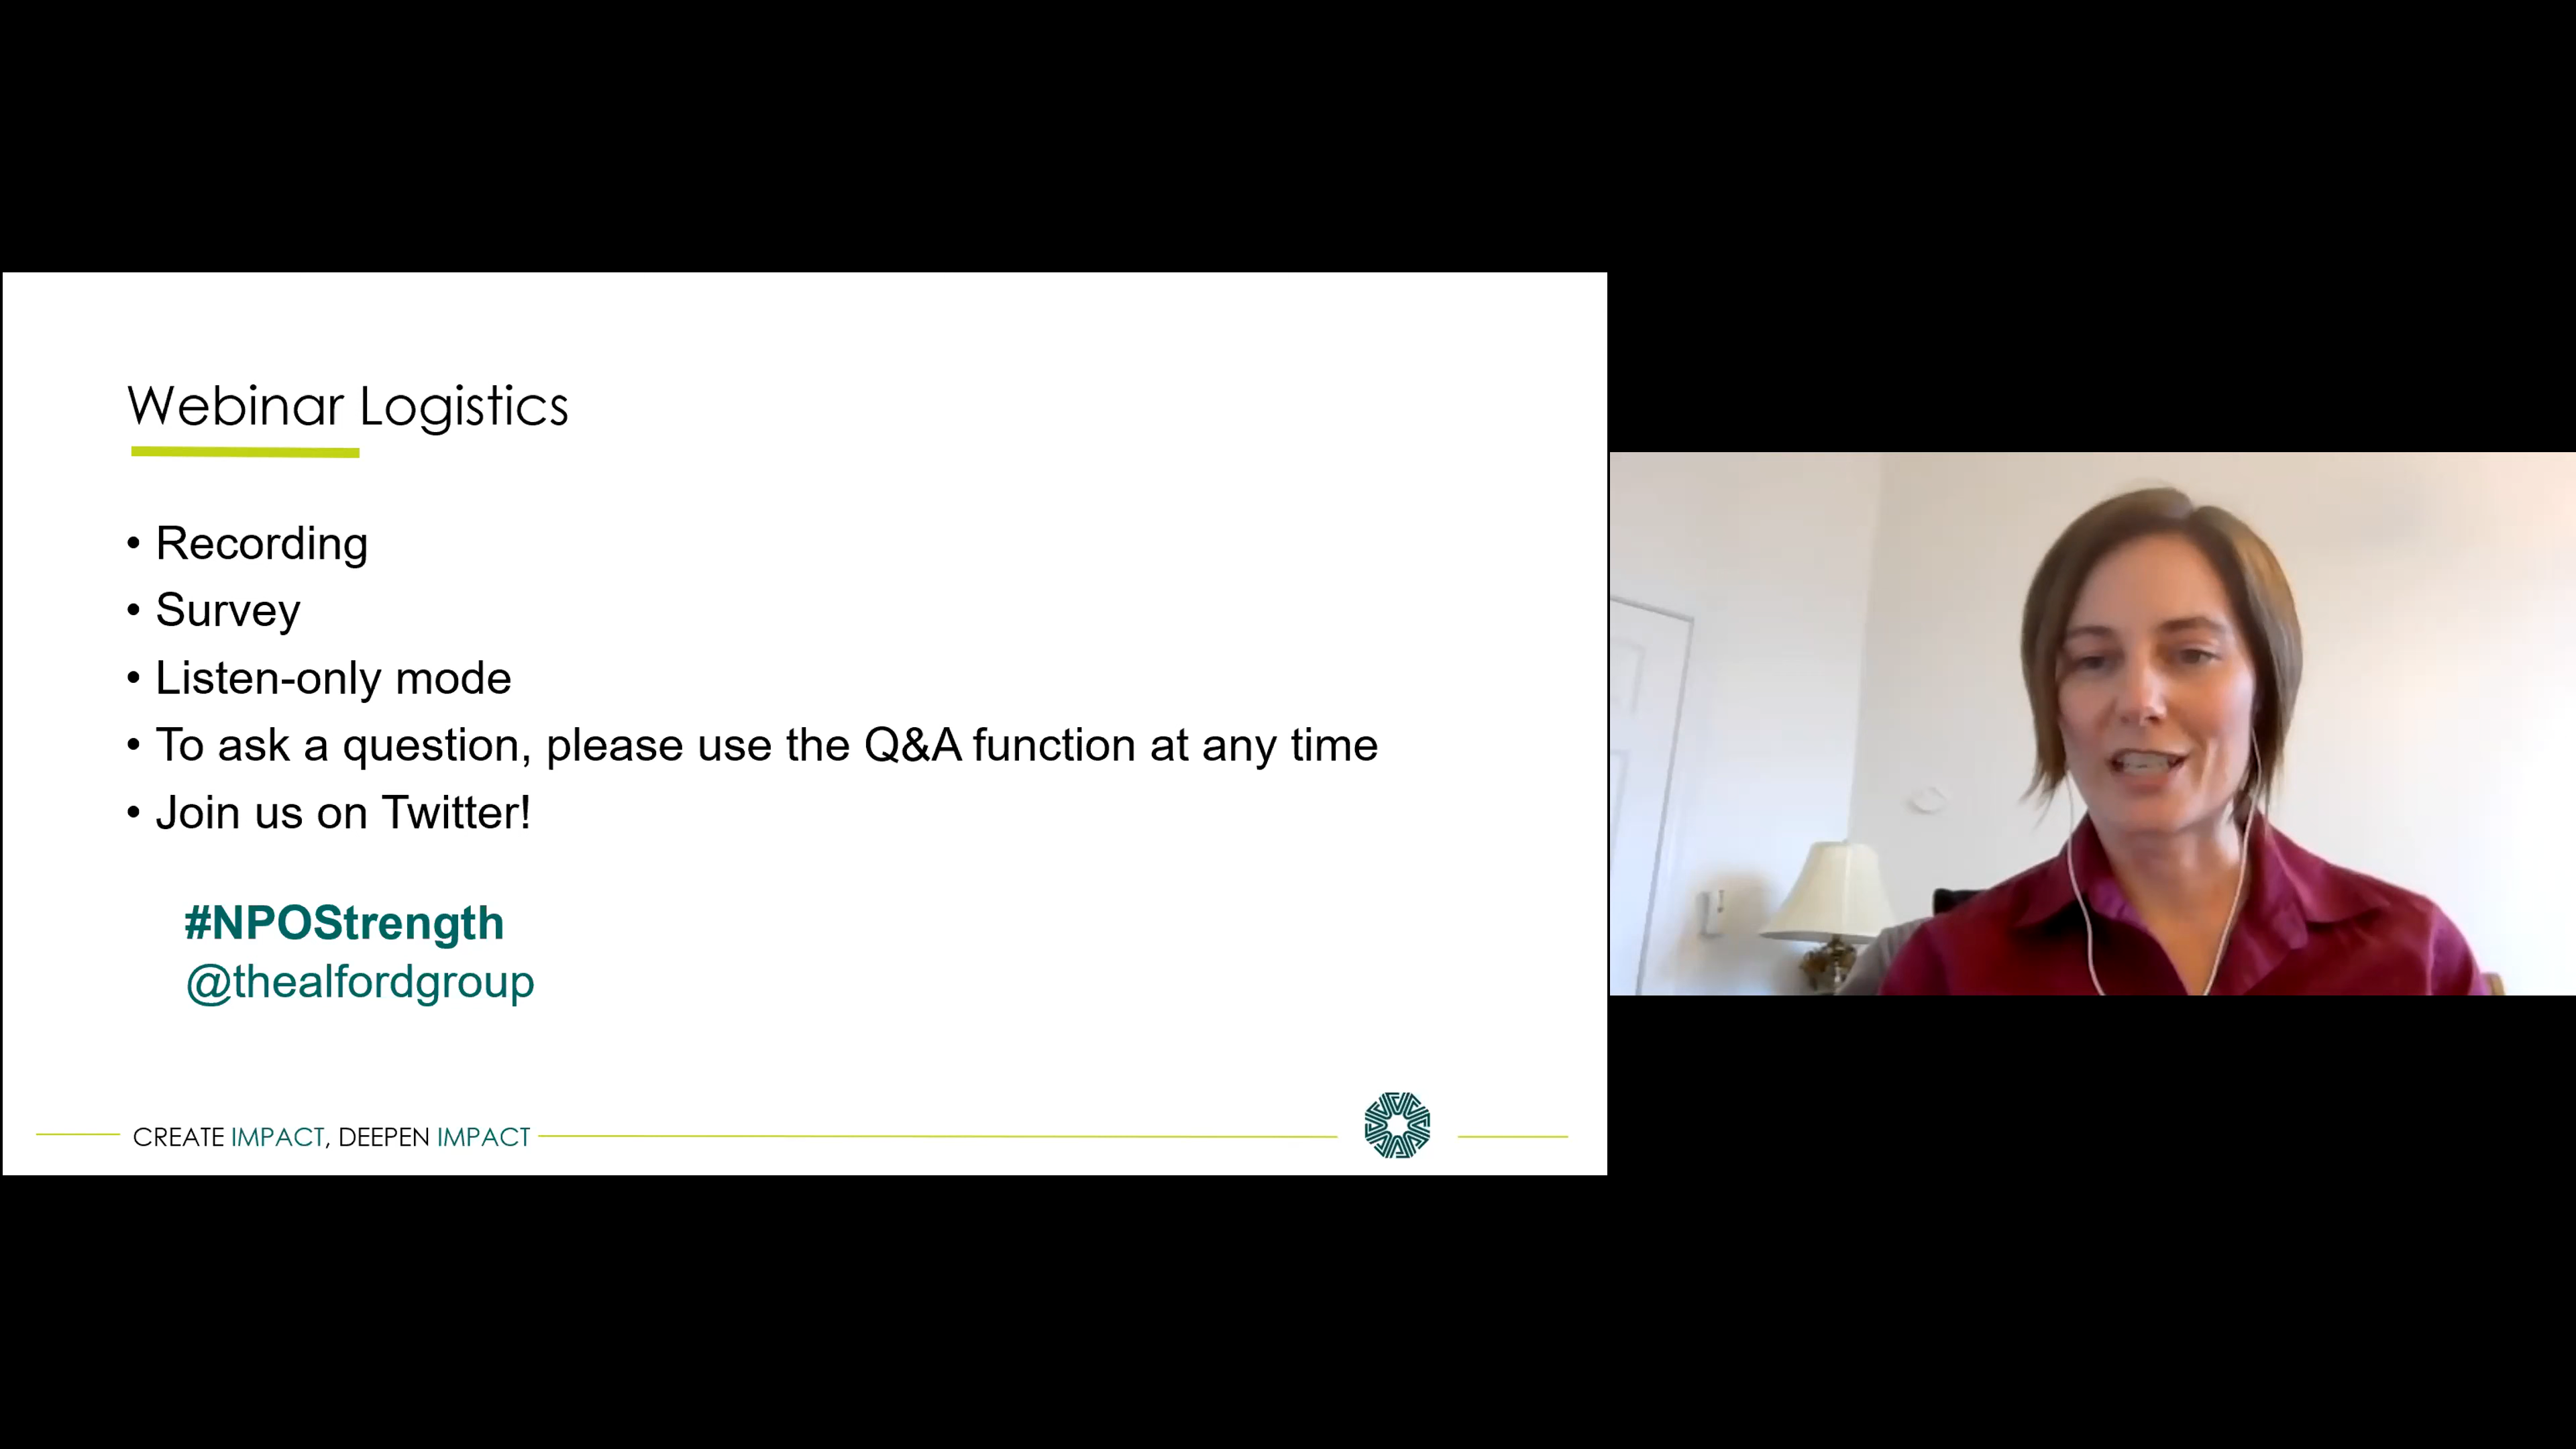 Webinar Logistics
• Recording
• Survey
• Listen-only mode
• To ask a question, please use the Q&A function at any time
• Join us on Twitter!
#NPOStrength
@thealfordgroup
CREATE IMPACT, DEEPEN IMPACT